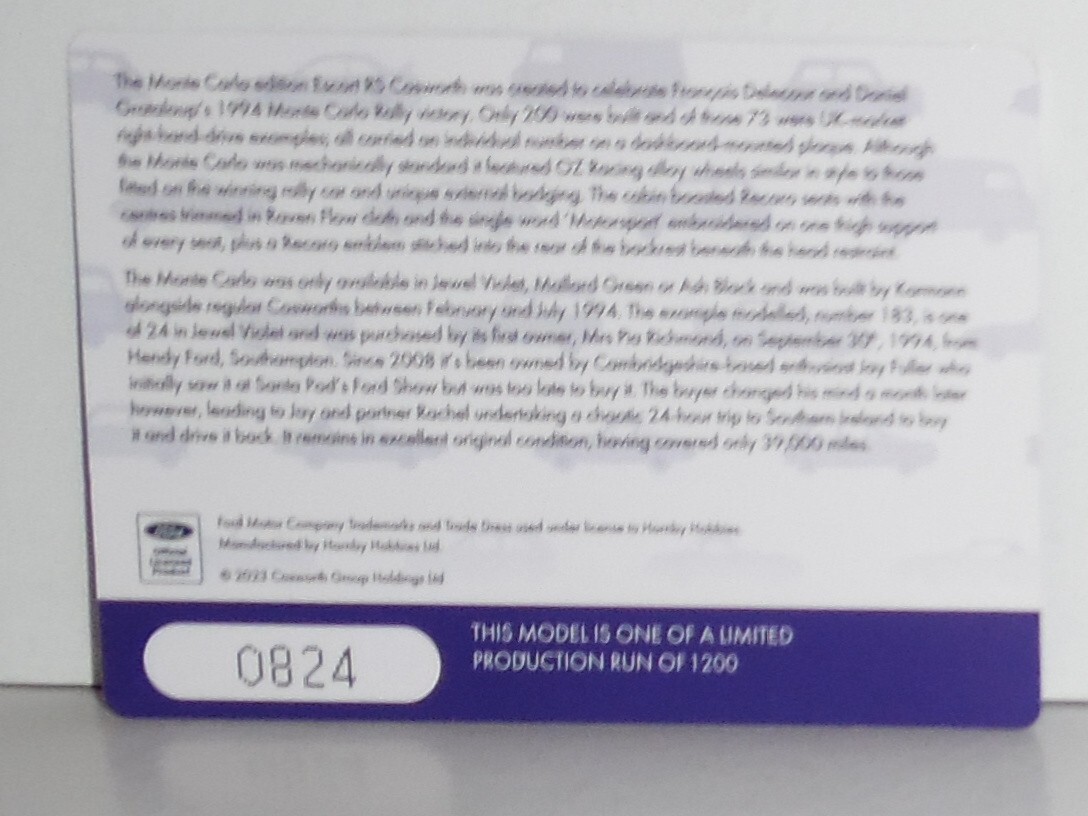 The Monte Carlo edition Escort RS Cosworth was created to celebrate François Delecour and Daniel
Grataloup's 1994 Monte Carlo Rally victory. Only 200 were built and of those 73 were UK-market
right-hand-drive examples; all carried an individual number on a dashboard-mounted plaque. Although
the Monte Carlo was mechanically standard it featured OZ Racing alloy wheels similar in style to those
fitted on the winning rally car and unique external badging. The cabin boasted Recaro seats with the
centres trimmed in Raven Flow cloth and the single word 'Motorsport' embroidered on one thigh support
of every seat, plus a Recaro emblem stitched into the rear of the backrest beneath the head restraint.
The Monte Carlo was only available in Jewel Violet, Mallard Green or Ash Black and was built by Karmann
alongside regular Cosworths between February and July 1994. The example modelled, number 183, is one
of 24 in Jewel Violet and was purchased by its first owner, Mrs Pia Richmond, on September 30th, 1994, from
Hendy Ford, Southampton. Since 2008 it's been owned by Cambridgeshire-based enthusiast Jay Fuller who
initially saw it at Santa Pod's Ford Show but was too late to buy it. The buyer changed his mind a month later
however, leading to Jay and partner Rachel undertaking a chaotic 24-hour trip to Southern Ireland to buy
it and drive it back. It remains in excellent original condition, having covered only 39,000 miles.
Ford
Official
Licensed
Product
Ford Motor Company Trademarks and Trade Dress used under license to Hornby Hobbies.
Manufactured by Hornby Hobbies Ltd.
© 2023 Cosworth Group Holdings Ltd
0824
THIS MODEL IS ONE OF A LIMITED
PRODUCTION RUN OF 1200